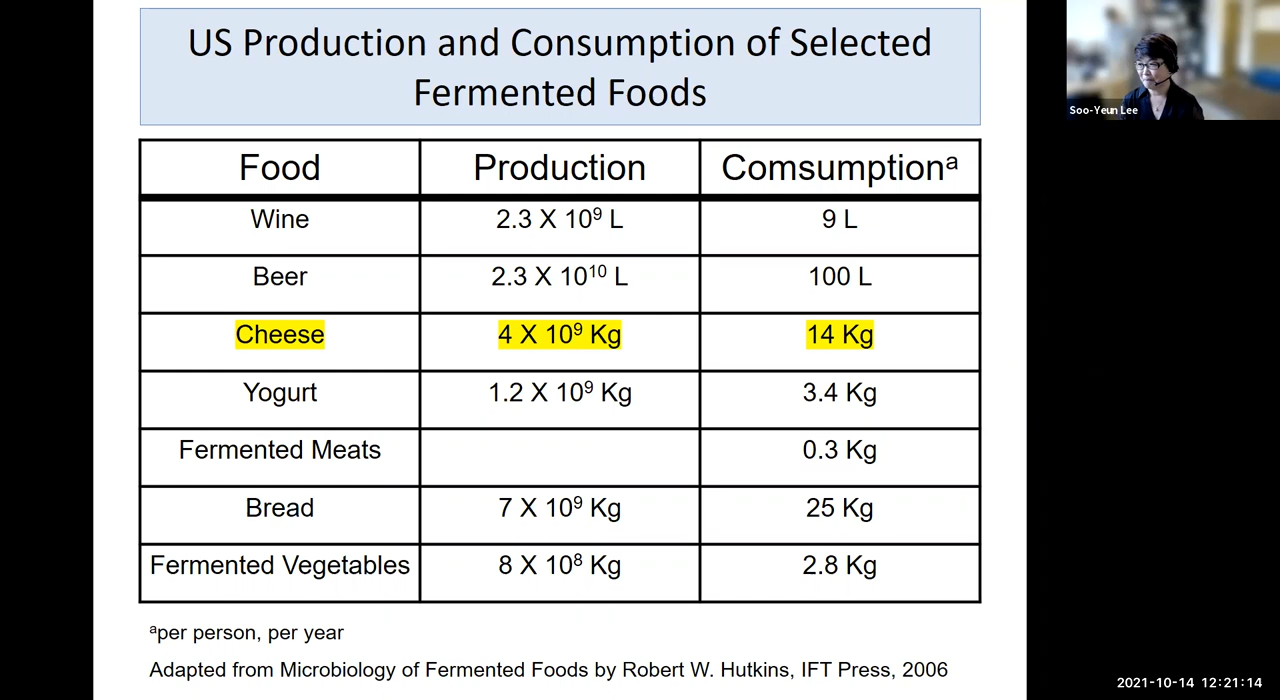 US Production and Consumption of Selected
Fermented Foods
Food Production Comsumptionᵃ
Wine 2.3 X 10⁹ L 9 L
Beer 2.3 X 10¹⁰ L 100 L
Cheese 4 X 10⁹ Kg 14 Kg
Yogurt 1.2 X 10⁹ Kg 3.4 Kg
Fermented Meats 0.3 Kg
Bread 7 X 10⁹ Kg 25 Kg
Fermented Vegetables 8 X 10⁸ Kg 2.8 Kg
ᵃper person, per year
Adapted from Microbiology of Fermented Foods by Robert W. Hutkins, IFT Press, 2006
Soo-Yeun Lee
2021-10-14 12:21:14